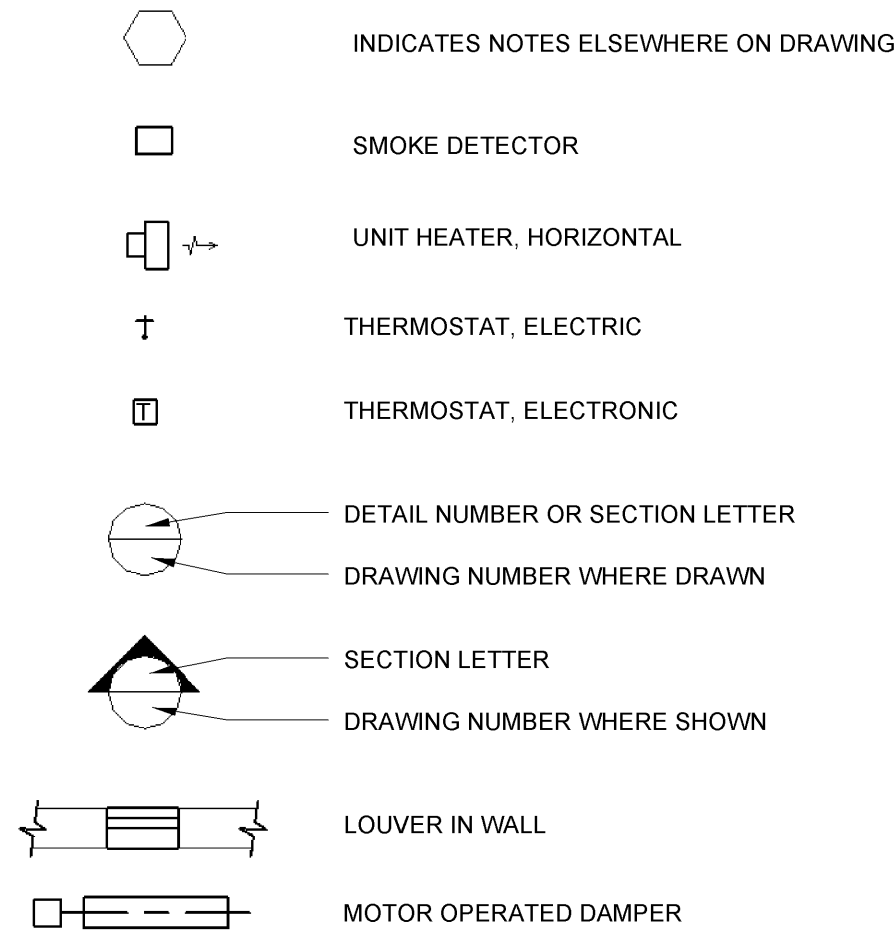 INDICATES NOTES ELSEWHERE ON DRAWING
SMOKE DETECTOR
UNIT HEATER, HORIZONTAL
THERMOSTAT, ELECTRIC
T
THERMOSTAT, ELECTRONIC
DETAIL NUMBER OR SECTION LETTER
DRAWING NUMBER WHERE DRAWN
SECTION LETTER
DRAWING NUMBER WHERE SHOWN
LOUVER IN WALL
MOTOR OPERATED DAMPER